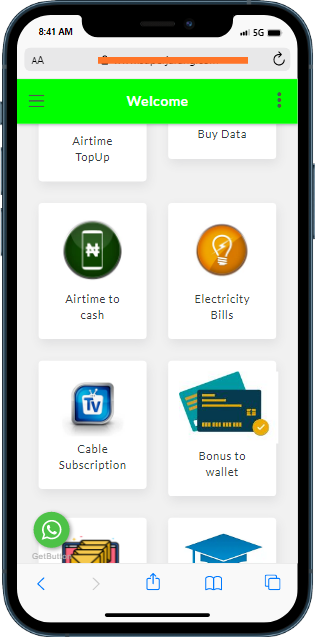 8:41 AM
5G
AA
Welcome
Airtime
TopUp
Buy Data
₦
Airtime to
cash
Electricity
Bills
TV
Cable
Subscription
Bonus to
wallet
GetButton